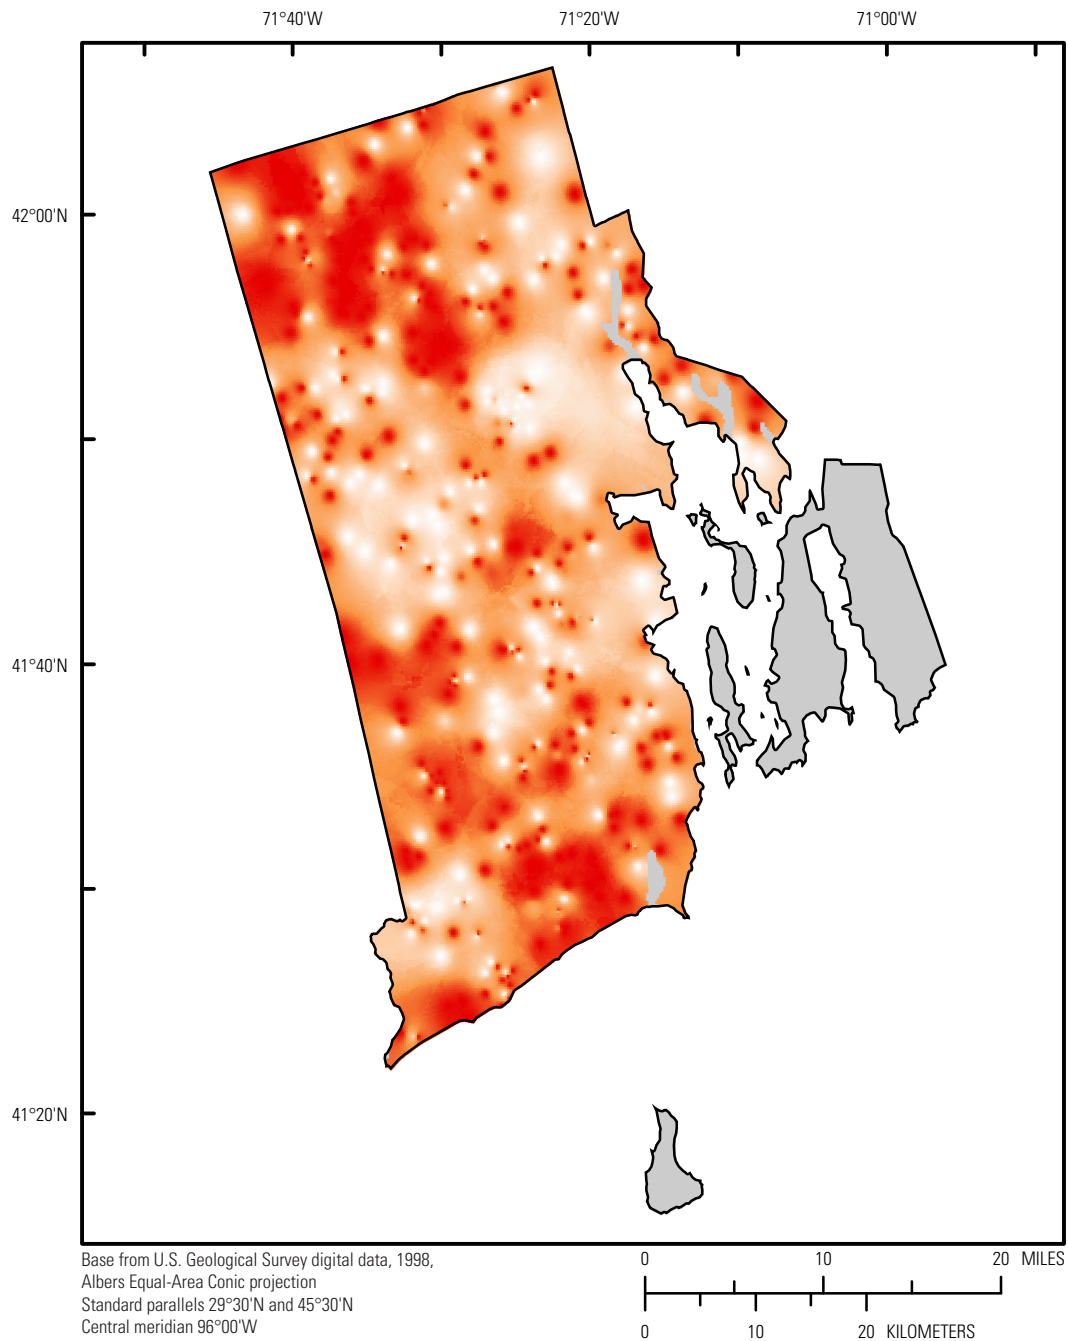 71°40'W 71°20'W 71°00'W
42°00'N
41°40'N
41°20'N
Base from U.S. Geological Survey digital data, 1998,
Albers Equal-Area Conic projection
Standard parallels 29°30'N and 45°30'N
Central meridian 96°00'W
0 10 20 MILES
0 10 20 KILOMETERS